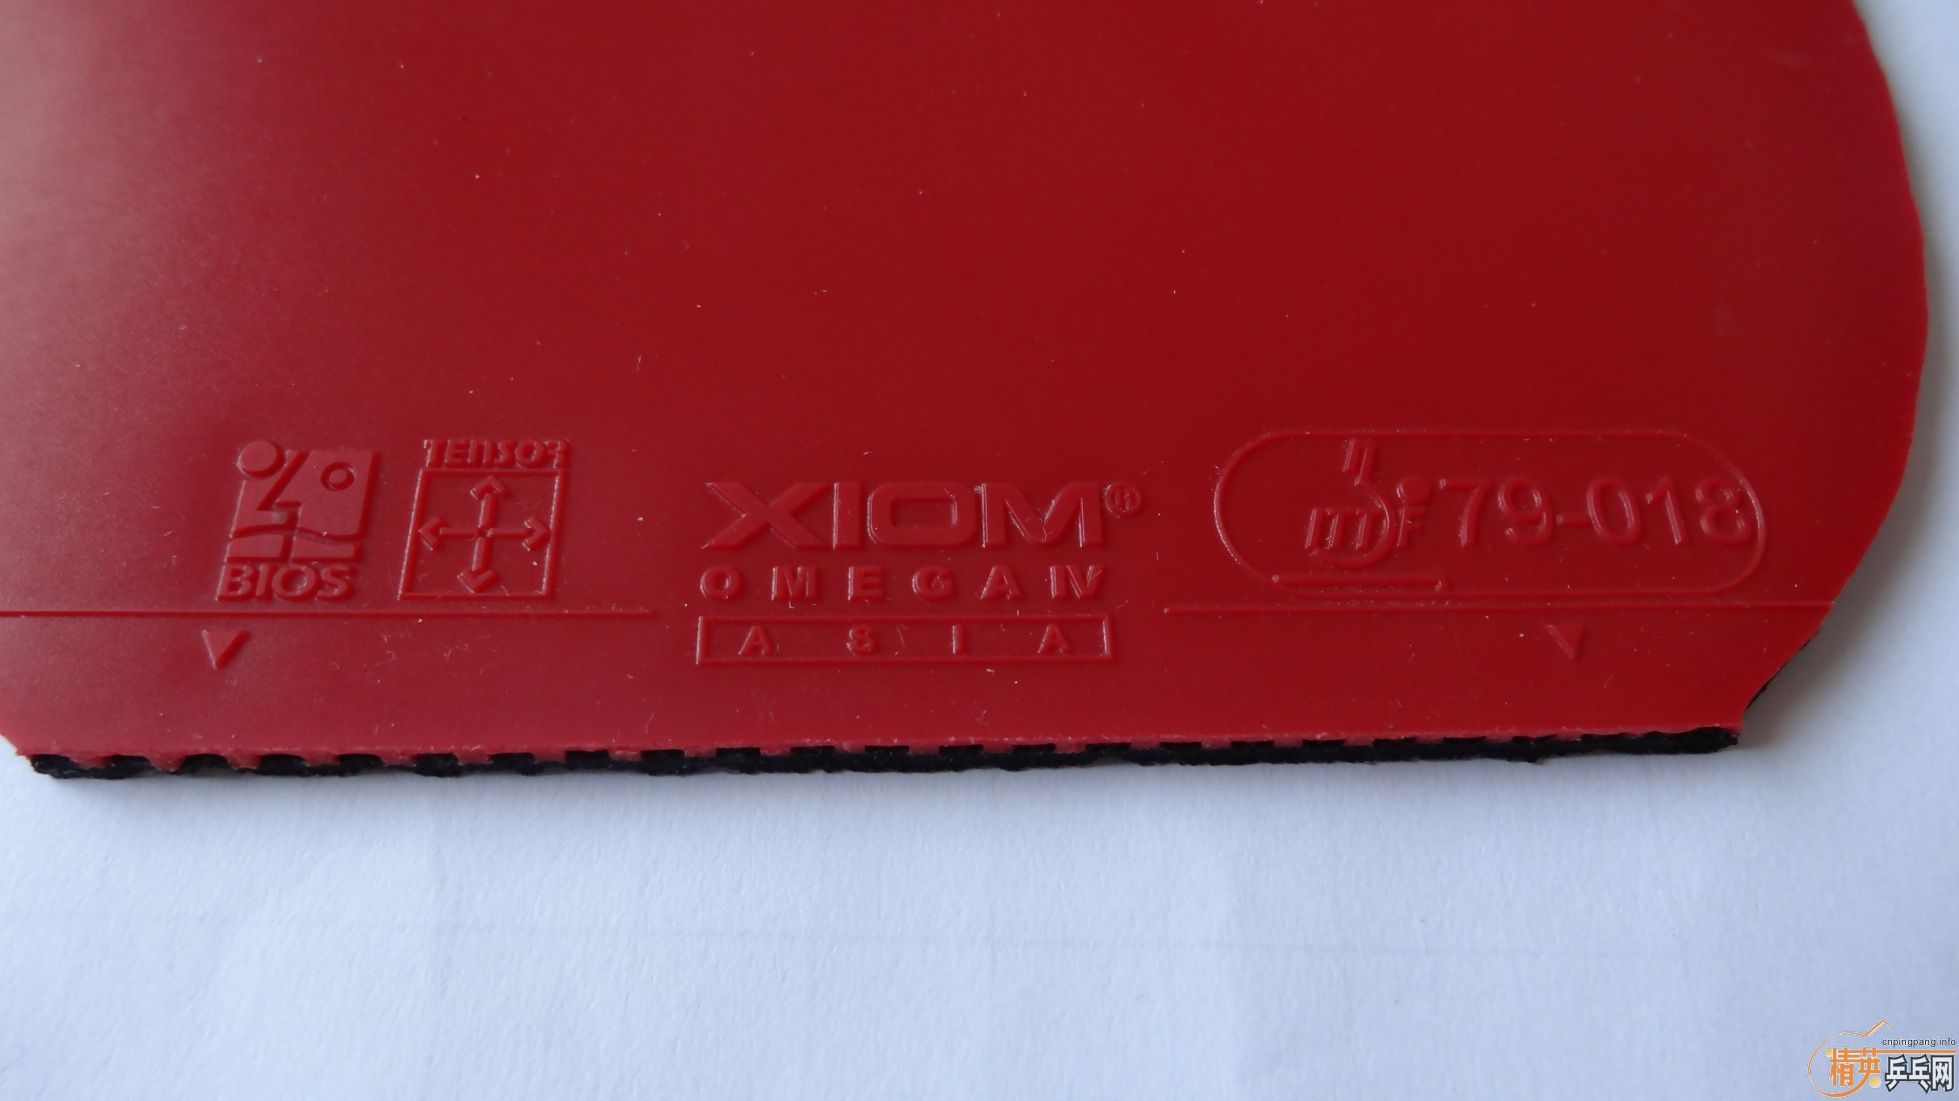 TENSOR
BIOS
XIOM®
OMEGA IV
ASIA
ITTF 79-018
cnpingpang.info
精英乒乓网